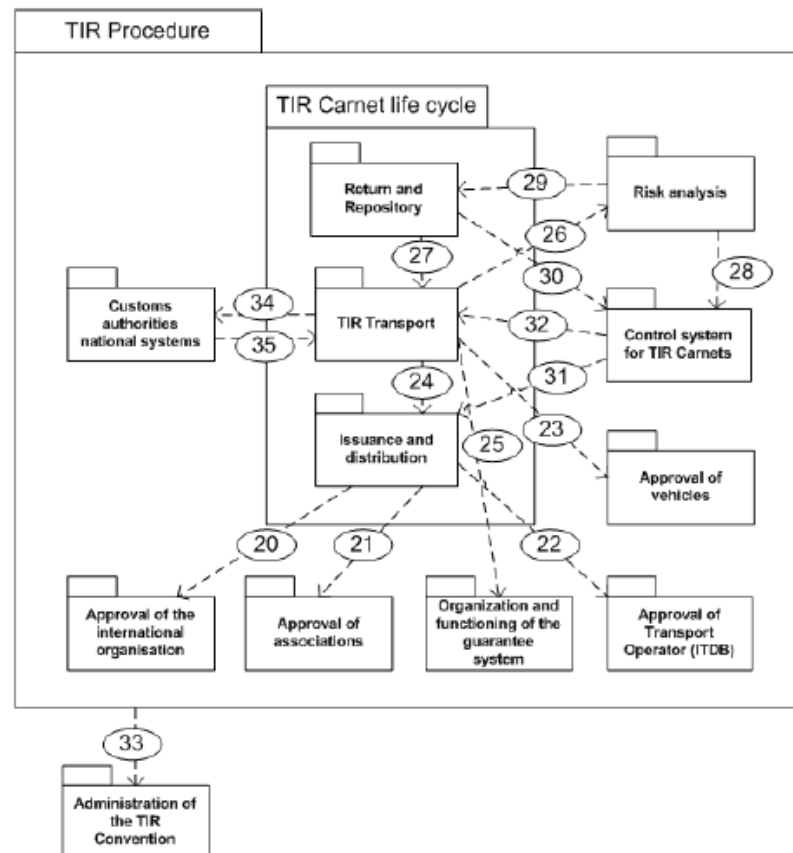 TIR Procedure
TIR Carnet life cycle
Return and
Repository
29
Risk analysis
26
27
30
28
Customs
authorities
national systems
34
35
TIR Transport
32
Control system
for TIR Carnets
24
31
Issuance and
distribution
25
23
Approval of
vehicles
20
21
22
Approval of the
international
organisation
Approval of
associations
Organization and
functioning of the
guarantee
system
Approval of
Transport
Operator (ITDB)
33
Administration of
the TIR
Convention